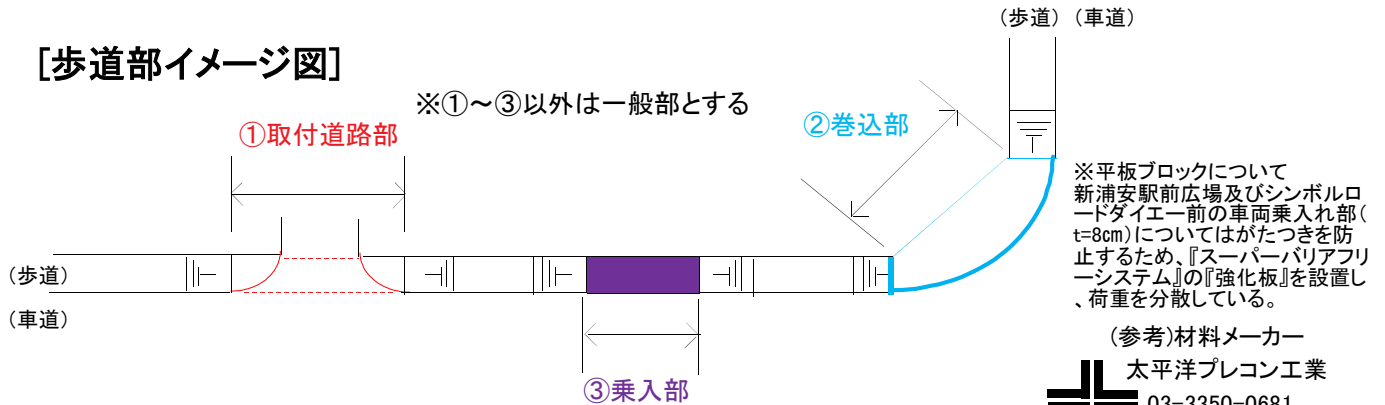 (歩道) (車道)
[歩道部イメージ図]
※①~③以外は一般部とする
①取付道路部
②巻込部
(歩道)
(車道)
③乗入部
※平板ブロックについて
新浦安駅前広場及びシンボルロ
ードダイエー前の車両乗入れ部(
t=8㎝)についてはがたつきを防
止するため、『スーパーバリアフリ
ーシステム』の『強化板』を設置し
、荷重を分散している。
(参考)材料メーカー
太平洋プレコン工業
03-3350-0681